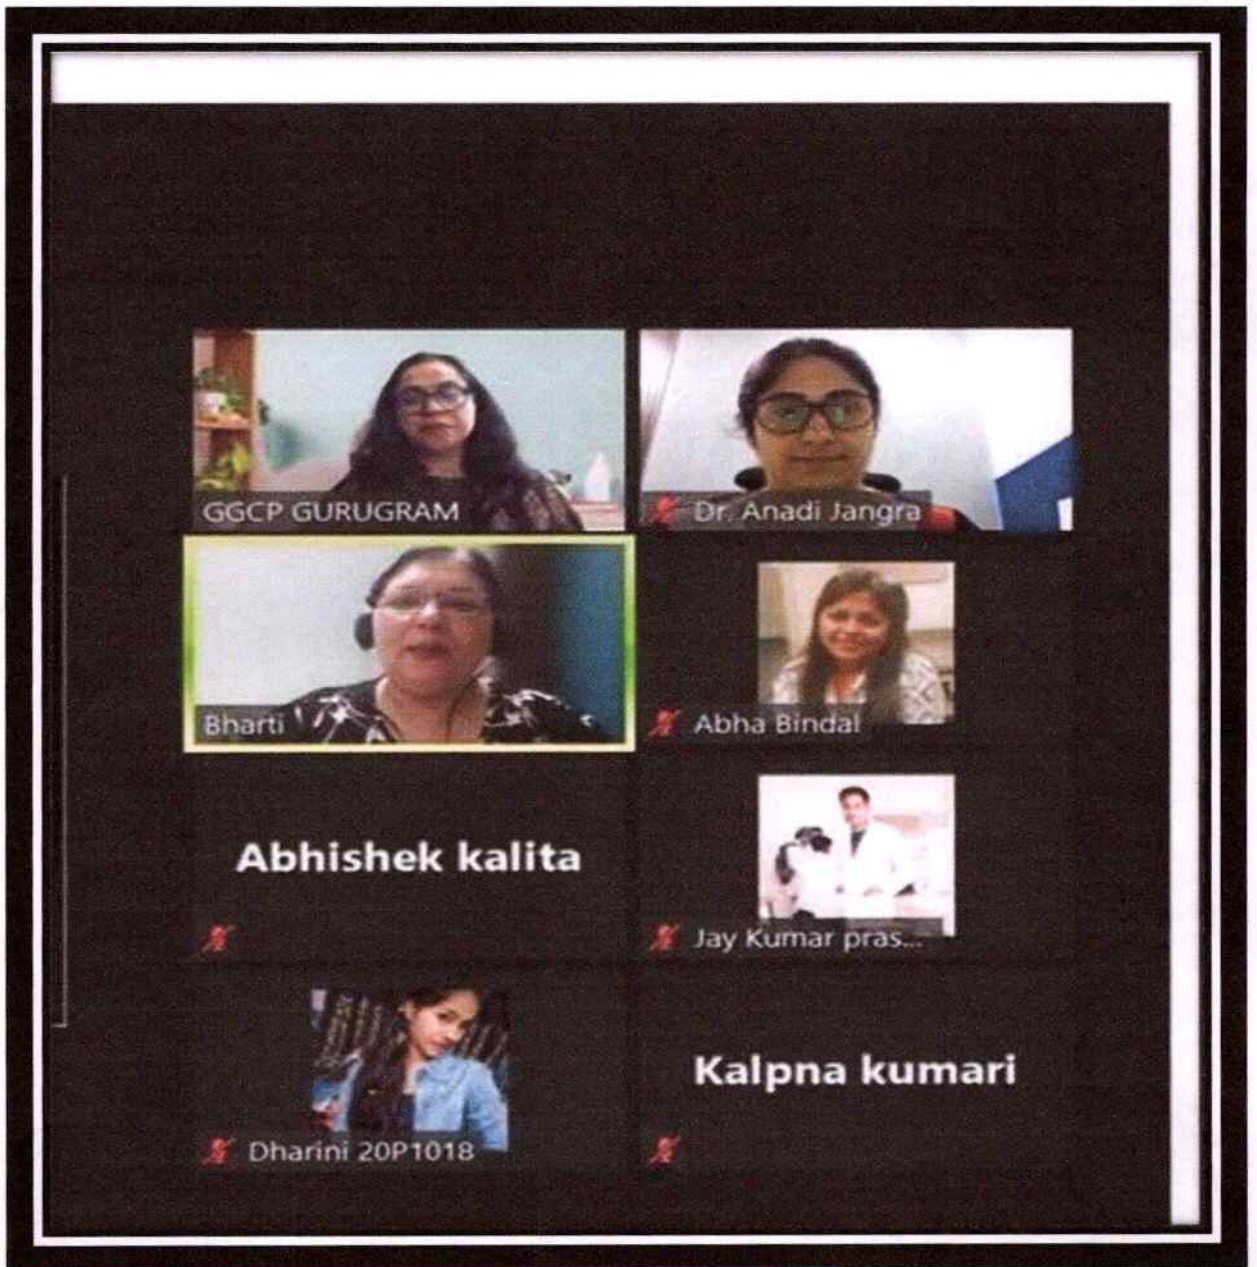 GGCP GURUGRAM
Dr. Anadi Jangra
Bharti
Abha Bindal
Abhishek kalita
Jay Kumar pras...
Dharini 20P1018
Kalpna kumari